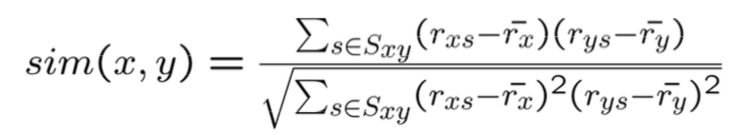 sim(x, y) = \frac{\sum_{s \in S_{xy}} (r_{xs} - \bar{r_x})(r_{ys} - \bar{r_y})}{\sqrt{\sum_{s \in S_{xy}} (r_{xs} - \bar{r_x})^2 (r_{ys} - \bar{r_y})^2}}